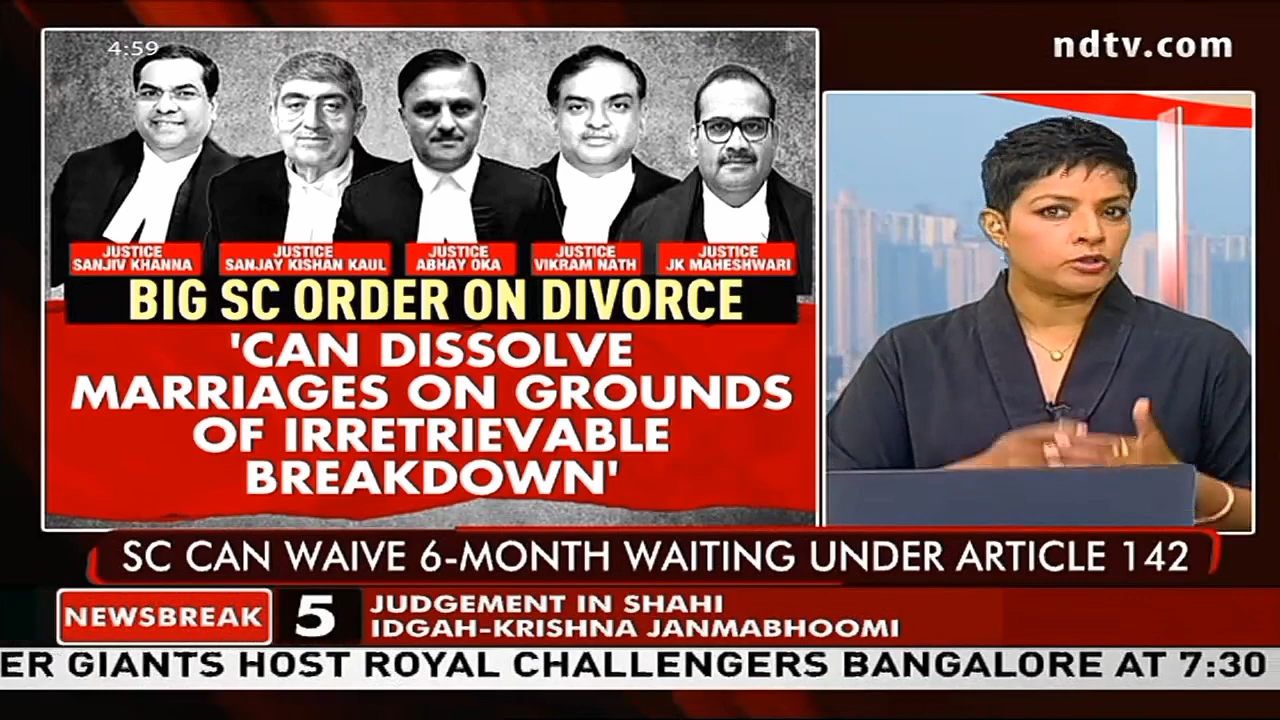 4:59
ndtv.com
JUSTICE
SANJIV KHANNA
JUSTICE
SANJAY KISHAN KAUL
JUSTICE
ABHAY OKA
JUSTICE
VIKRAM NATH
JUSTICE
JK MAHESHWARI
BIG SC ORDER ON DIVORCE
'CAN DISSOLVE
MARRIAGES ON GROUNDS
OF IRRETRIEVABLE
BREAKDOWN'
SC CAN WAIVE 6-MONTH WAITING UNDER ARTICLE 142
NEWSBREAK
5
JUDGEMENT IN SHAHI
IDGAH-KRISHNA JANMABHOOMI
ER GIANTS HOST ROYAL CHALLENGERS BANGALORE AT 7:30